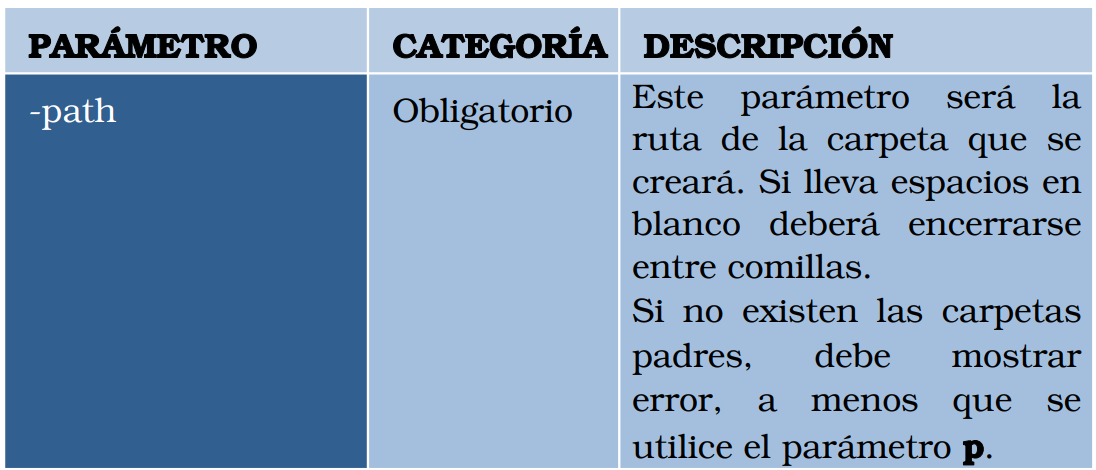 PARÁMETRO CATEGORÍA DESCRIPCIÓN
-path Obligatorio Este parámetro será la
ruta de la carpeta que se
creará. Si lleva espacios en
blanco deberá encerrarse
entre comillas.
Si no existen las carpetas
padres, debe mostrar
error, a menos que se
utilice el parámetro p.